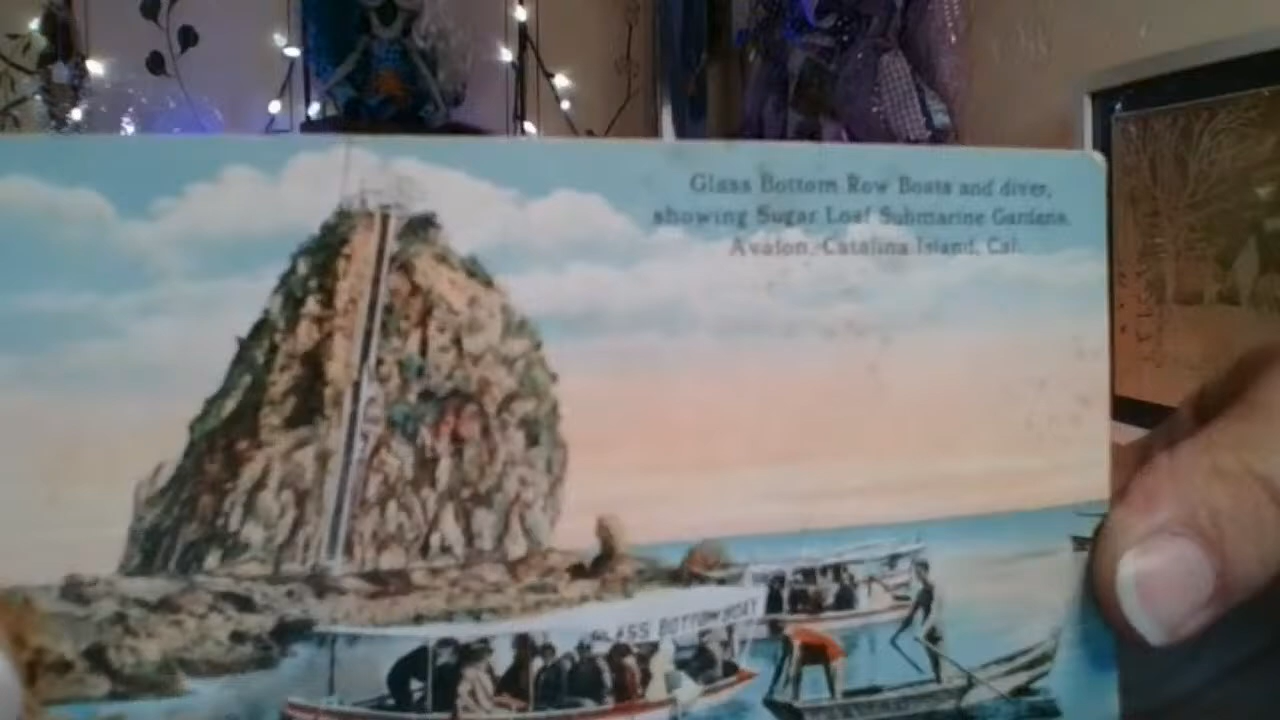 Glass Bottom Row Boats and diver,
showing Sugar Loaf Submarine Gardens.
Avalon, Catalina Island, Cal.
GLASS BOTTOM BOAT